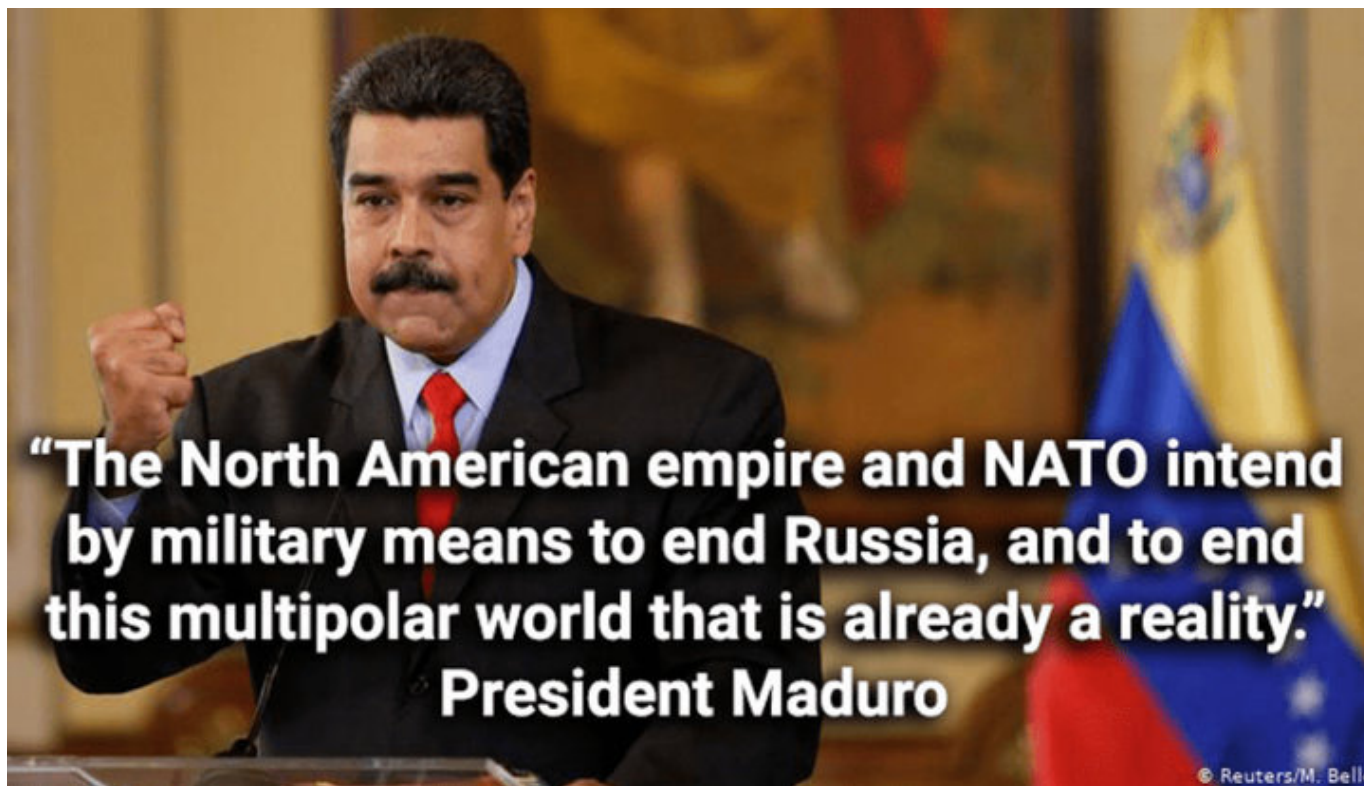 “The North American empire and NATO intend
by military means to end Russia, and to end
this multipolar world that is already a reality.”
President Maduro
© Reuters/M. Bell